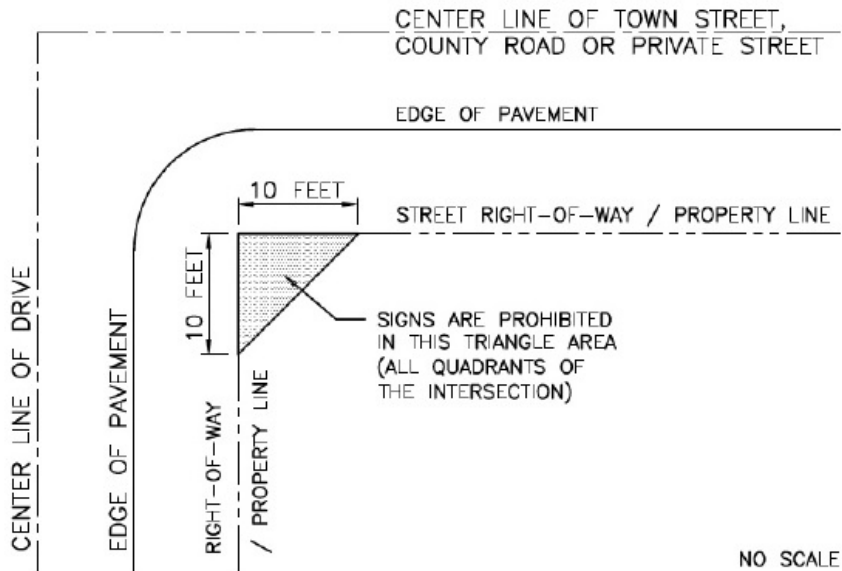 CENTER LINE OF TOWN STREET,
COUNTY ROAD OR PRIVATE STREET
EDGE OF PAVEMENT
10 FEET
STREET RIGHT-OF-WAY / PROPERTY LINE
10 FEET
SIGNS ARE PROHIBITED
IN THIS TRIANGLE AREA
(ALL QUADRANTS OF
THE INTERSECTION)
CENTER LINE OF DRIVE
EDGE OF PAVEMENT
RIGHT-OF-WAY
/ PROPERTY LINE
NO SCALE